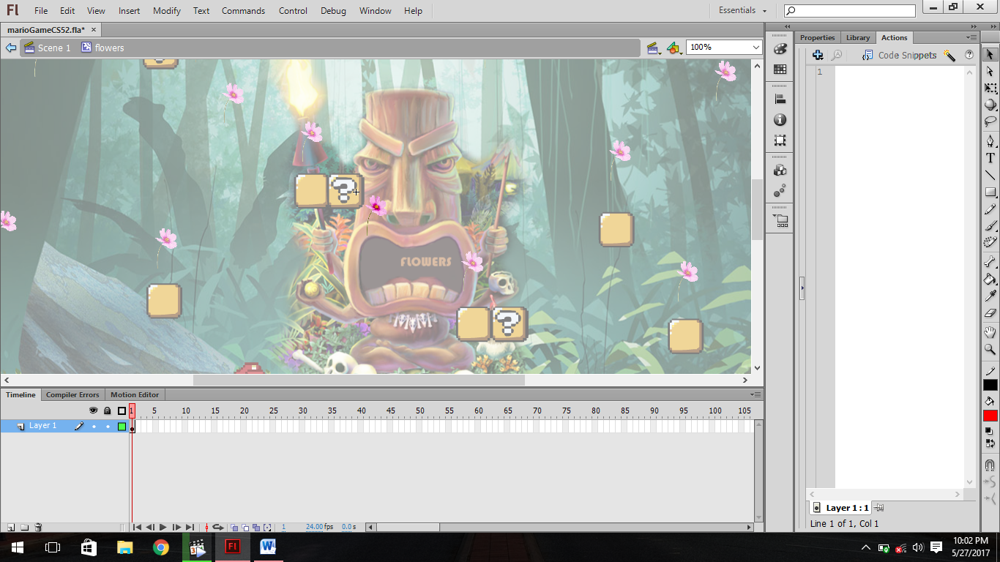 Fl File Edit View Insert Modify Text Commands Control Debug Window Help Essentials
marioGameCS52.fla* ×
Scene 1 flowers 100%
Properties Library Actions
Code Snippets
1
?
FLOWERS
?
Layer 1 : 1
Line 1 of 1, Col 1
Timeline Compiler Errors Motion Editor
1 5 10 15 20 25 30 35 40 45 50 55 60 65 70 75 80 85 90 95 100 105
Layer 1
1 24.00 fps 0.0 s
10:02 PM
5/27/2017